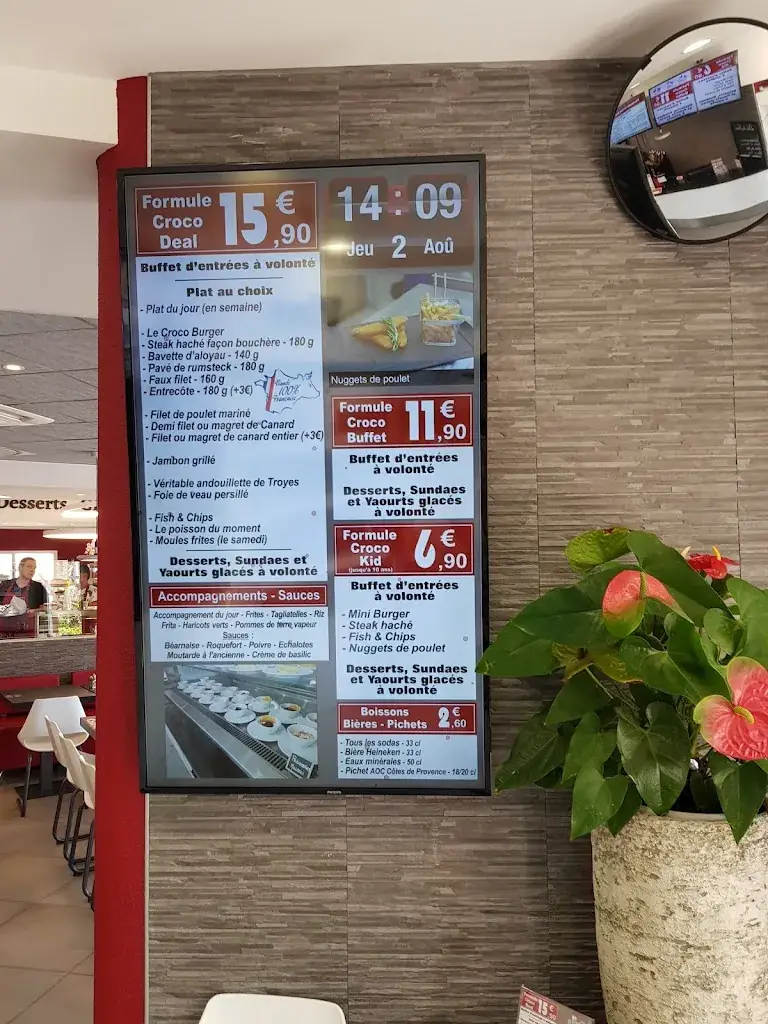 Formule
Croco
Deal
15€,90
Buffet d'entrées à volonté
Plat au choix
- Plat du jour (en semaine)
- Le Croco Burger
- Steak haché façon bouchère - 180 g
- Bavette d'aloyau - 140 g
- Pavé de rumsteck - 180 g
- Faux filet - 160 g
- Entrecôte - 180 g (+3€)
100%
- Filet de poulet mariné
- Demi filet ou magret de Canard
- Filet ou magret de canard entier (+3€)
- Jambon grillé
- Véritable andouillette de Troyes
- Foie de veau persillé
- Fish & Chips
- Le poisson du moment
- Moules frites (le samedi)
Desserts, Sundaes et
Yaourts glacés à volonté
Accompagnements - Sauces
Accompagnement du jour - Frites - Tagliatelles - Riz
Frita - Haricots verts - Pommes de terre vapeur
Sauces :
Béarnaise - Roquefort - Poivre - Echalotes
Moutarde à l'ancienne - Crème de basilic
14:09
Jeu 2 Aoû
Nuggets de poulet
Formule
Croco
Buffet
11€,90
Buffet d'entrées
à volonté
Desserts, Sundaes et
Yaourts glacés
à volonté
Formule
Croco Kid
(jusqu'à 10 ans)
6€,90
Buffet d'entrées
à volonté
- Mini Burger
- Steak haché
- Fish & Chips
- Nuggets de poulet
Desserts, Sundaes
et Yaourts glacés
à volonté
Boissons
Bières - Pichets
2€,60
- Tous les sodas - 33 cl
- Bière Heineken - 33 cl
- Eaux minérales - 50 cl
- Pichet AOC Côtes de Provence - 18/20 cl
PHILIPS
Desserts
15€